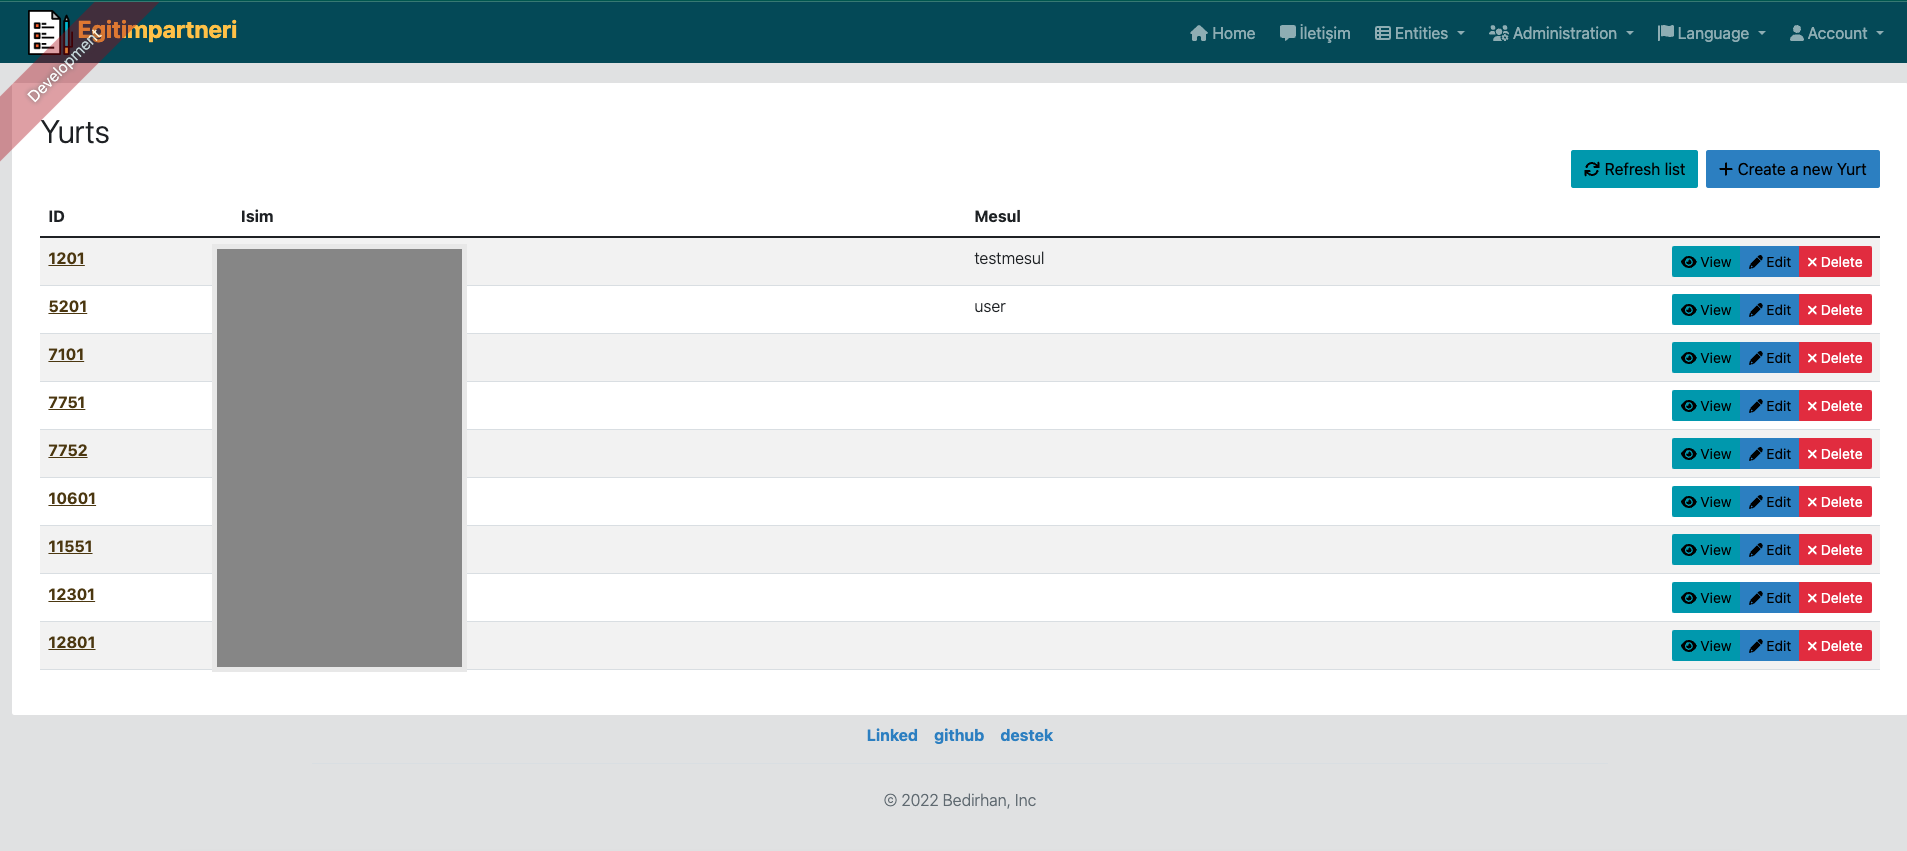 Egitimpartneri
Home İletişim Entities Administration Language Account
Development
Yurts
Refresh list Create a new Yurt
ID Isim Mesul
1201 testmesul View Edit Delete
5201 user View Edit Delete
7101 View Edit Delete
7751 View Edit Delete
7752 View Edit Delete
10601 View Edit Delete
11551 View Edit Delete
12301 View Edit Delete
12801 View Edit Delete
Linked github destek
© 2022 Bedirhan, Inc